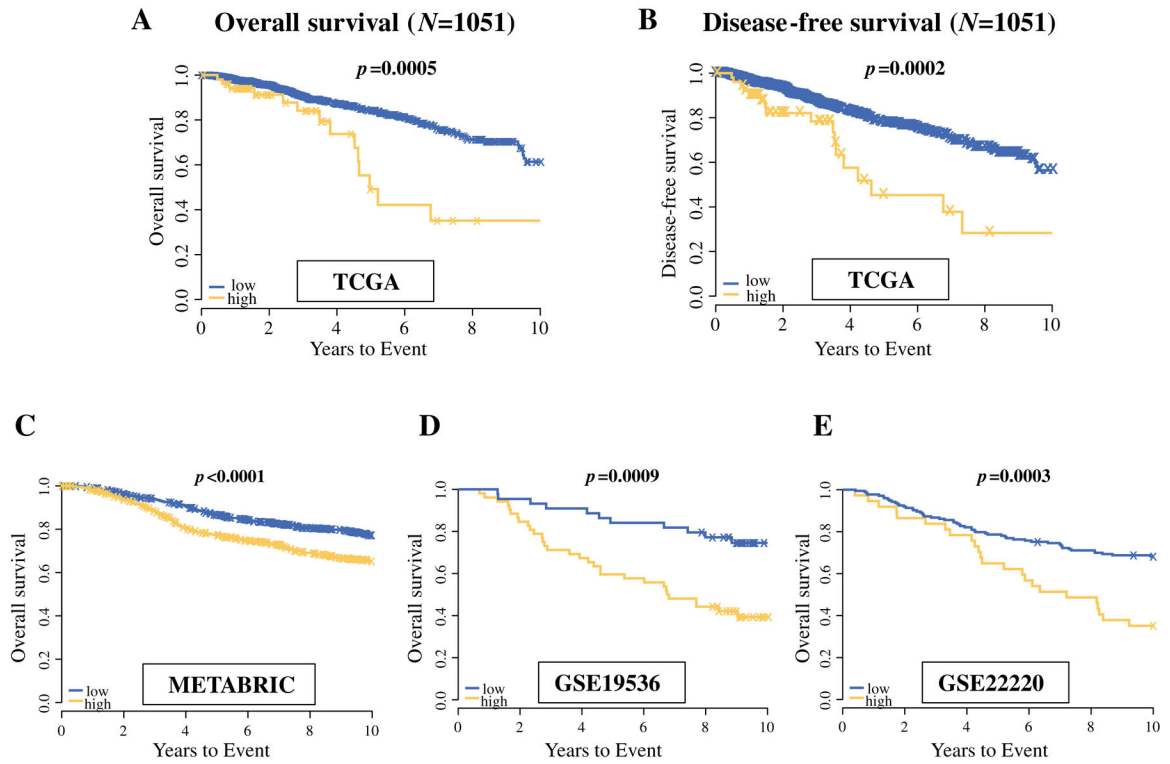 A Overall survival (N=1051)
p=0.0005
Overall survival
1.0
0.8
0.6
0.4
0.2
0.0
low
high
TCGA
0 2 4 6 8 10
Years to Event
B Disease-free survival (N=1051)
p=0.0002
Disease-free survival
1.0
0.8
0.6
0.4
0.2
0.0
low
high
TCGA
0 2 4 6 8 10
Years to Event
C
p<0.0001
Overall survival
1.0
0.8
0.6
0.4
0.2
0.0
low
high
METABRIC
0 2 4 6 8 10
Years to Event
D
p=0.0009
Overall survival
1.0
0.8
0.6
0.4
0.2
0.0
low
high
GSE19536
0 2 4 6 8 10
Years to Event
E
p=0.0003
Overall survival
1.0
0.8
0.6
0.4
0.2
0.0
low
high
GSE22220
0 2 4 6 8 10
Years to Event